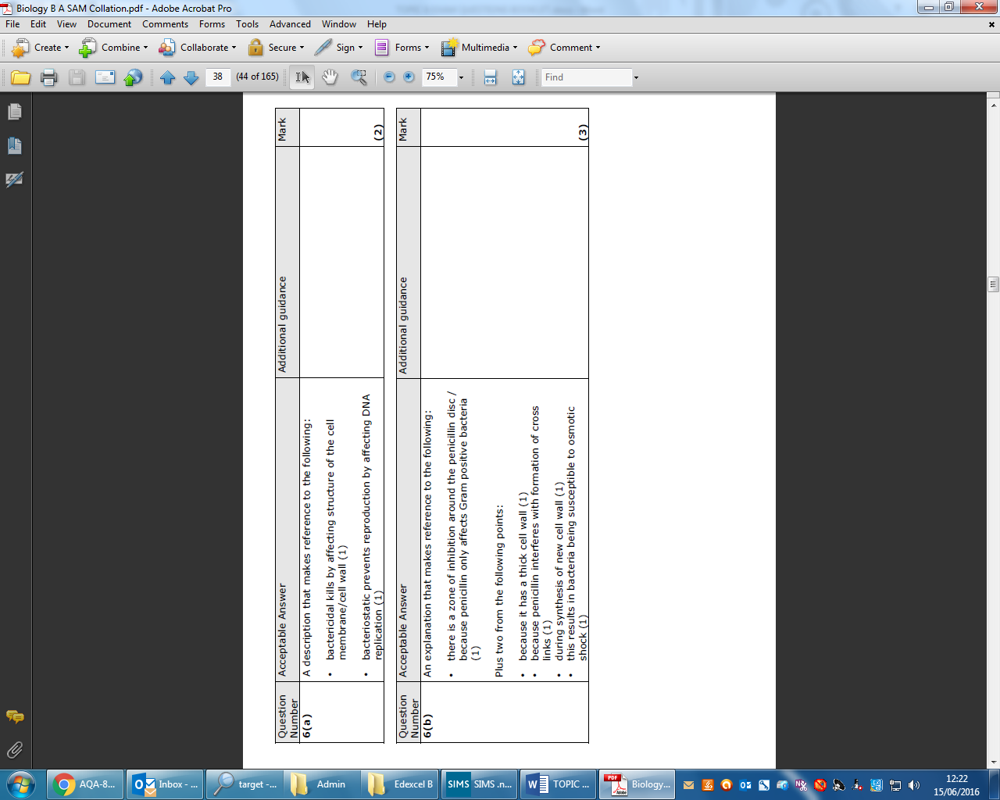 Biology B A SAM Collation.pdf - Adobe Acrobat Pro
File Edit View Document Comments Forms Tools Advanced Window Help
Create Combine Collaborate Secure Sign Forms Multimedia Comment
38 (44 of 165) 75% Find
Question Number Acceptable Answer Additional guidance Mark
6(a) A description that makes reference to the following:
• bactericidal kills by affecting structure of the cell
membrane/cell wall (1)
• bacteriostatic prevents reproduction by affecting DNA
replication (1)
(2)
Question Number Acceptable Answer Additional guidance Mark
6(b) An explanation that makes reference to the following:
• there is a zone of inhibition around the penicillin disc /
because penicillin only affects Gram positive bacteria
(1)
Plus two from the following points:
• because it has a thick cell wall (1)
• because penicillin interferes with formation of cross
links (1)
• during synthesis of new cell wall (1)
• this results in bacteria being susceptible to osmotic
shock (1)
(3)
AQA-8... Inbox - ... target -... Admin Edexcel B SIMS SIMS .n... TOPIC ... PDF Adobe Biology...
12:22
15/06/2016